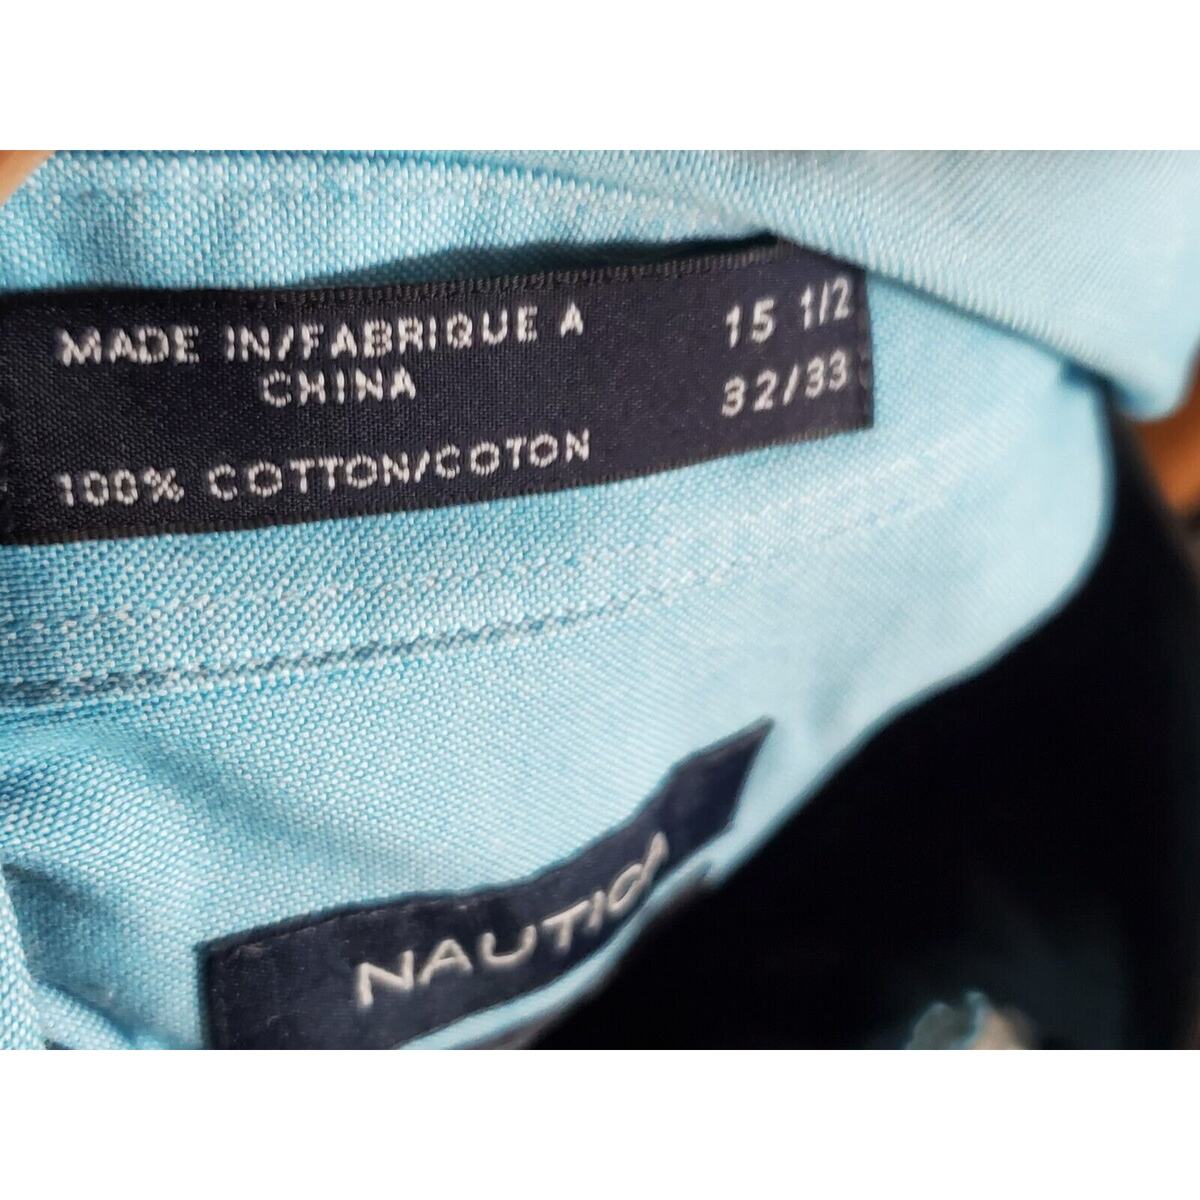 MADE IN/FABRIQUE A
CHINA
100% COTTON/COTON
15 1/2
32/33
NAUTICA